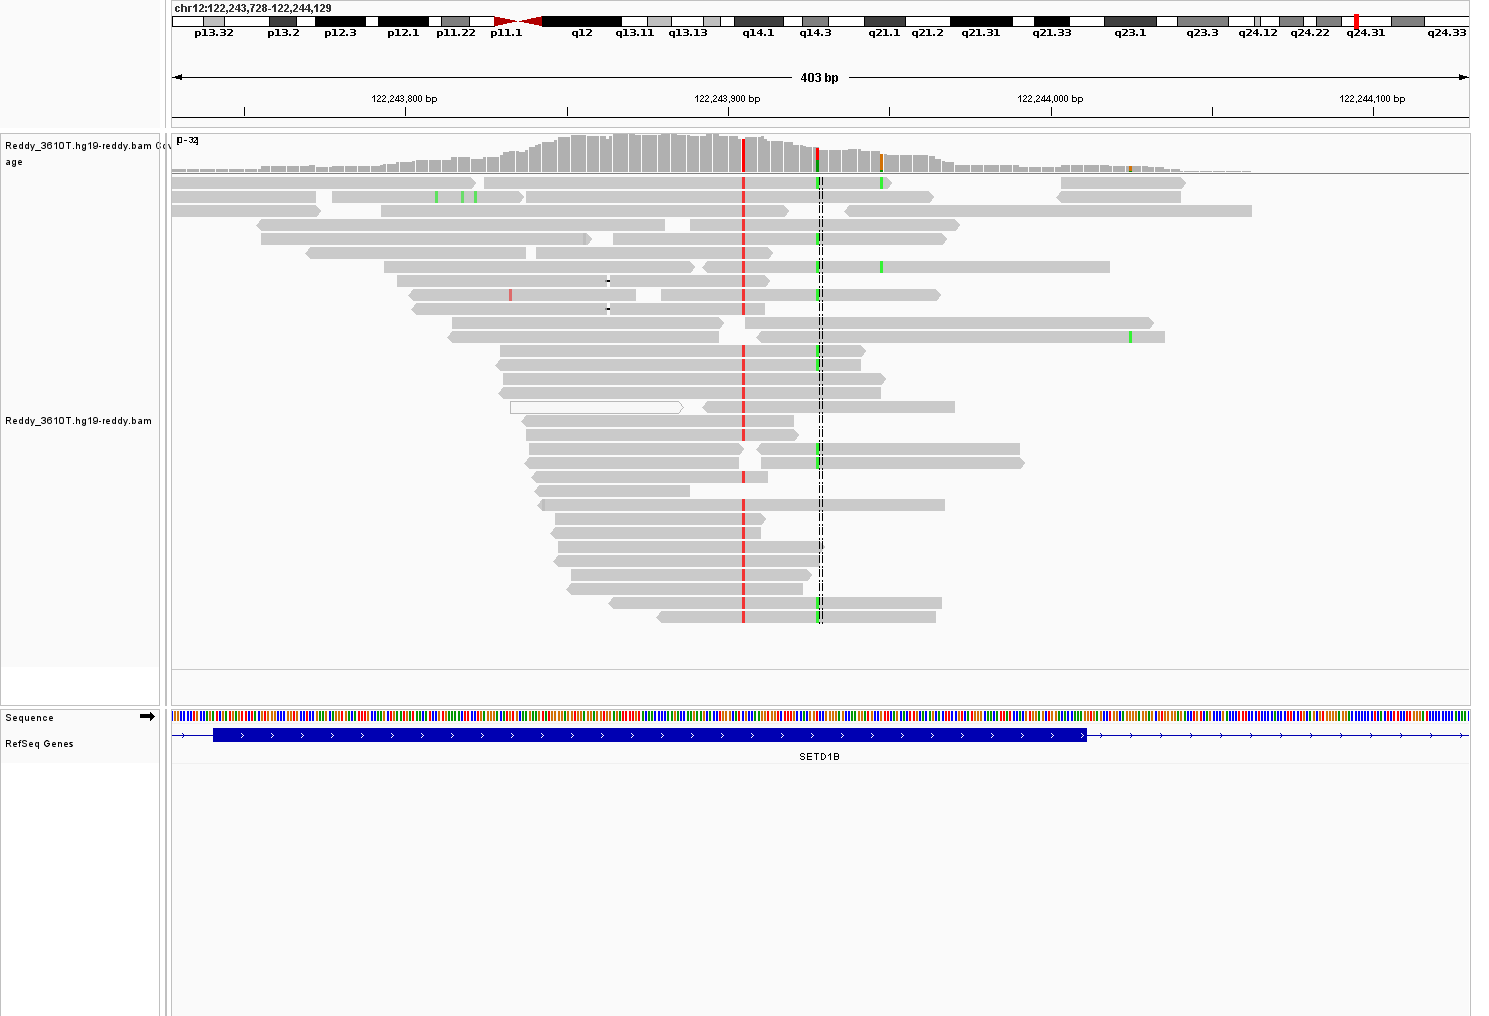 chr12:122,243,728-122,244,129
p13.32 p13.2 p12.3 p12.1 p11.22 p11.1 q12 q13.11 q13.13 q14.1 q14.3 q21.1 q21.2 q21.31 q21.33 q23.1 q23.3 q24.12 q24.22 q24.31 q24.33
403 bp
122,243,800 bp 122,243,900 bp 122,244,000 bp 122,244,100 bp
[0 - 32]
Reddy_3610T.hg19-reddy.bam Cov
age
Reddy_3610T.hg19-reddy.bam
Sequence
RefSeq Genes
SETD1B